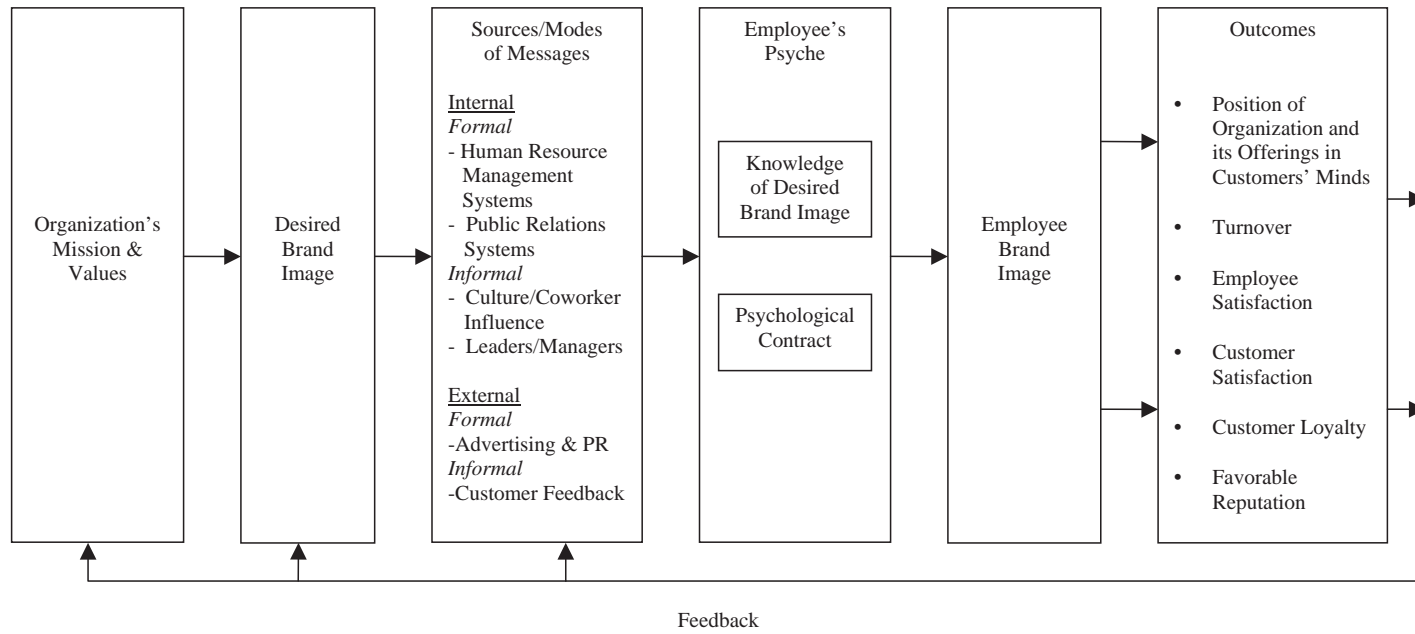 Organization’s
Mission &
Values
Desired
Brand
Image
Sources/Modes
of Messages
Internal
Formal
- Human Resource
Management
Systems
- Public Relations
Systems
Informal
- Culture/Coworker
Influence
- Leaders/Managers
External
Formal
-Advertising & PR
Informal
-Customer Feedback
Employee’s
Psyche
Knowledge
of Desired
Brand Image
Psychological
Contract
Employee
Brand
Image
Outcomes
• Position of
Organization and
its Offerings in
Customers’ Minds
• Turnover
• Employee
Satisfaction
• Customer
Satisfaction
• Customer Loyalty
• Favorable
Reputation
Feedback